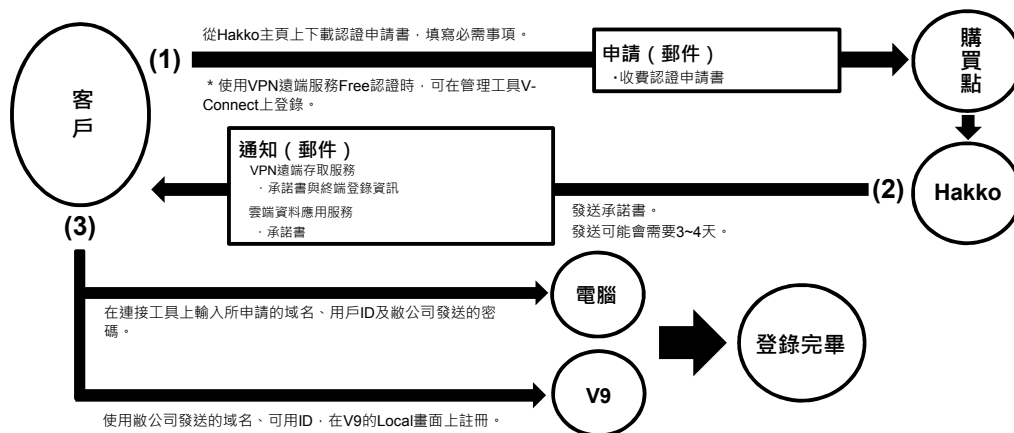 從Hakko主頁上下載認證申請書，填寫必需事項。
(1)
申請（郵件）
・收費認證申請書
購買點
* 使用VPN遠端服務Free認證時，可在管理工具V-
Connect上登錄。
客戶
通知（郵件）
VPN遠端存取服務
・承諾書與終端登錄資訊
雲端資料應用服務
・承諾書
(2)
Hakko
發送承諾書。
發送可能會需要3~4天。
(3)
電腦
在連接工具上輸入所申請的域名、用戶ID及敝公司發送的密
碼。
登錄完畢
V9
使用敝公司發送的域名、可用ID，在V9的Local畫面上註冊。